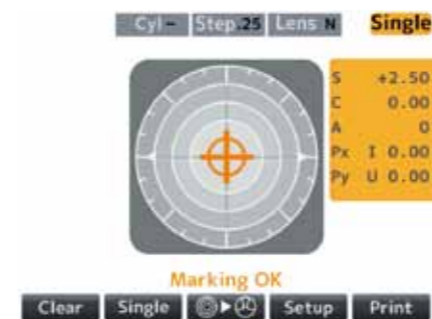 Cyl - Step .25 Lens N Single
S +2.50
C 0.00
A 0
Px I 0.00
Py U 0.00
Marking OK
Clear Single Setup Print